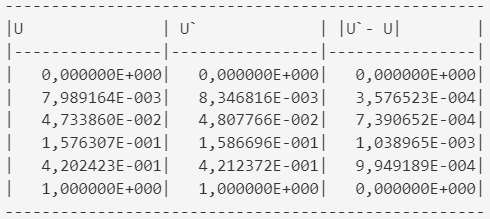 -------------------------------------------------
|U | U` | |U`- U| |
|---------------|---------------|---------------|
| 0,000000E+000| 0,000000E+000| 0,000000E+000|
| 7,989164E-003| 8,346816E-003| 3,576523E-004|
| 4,733860E-002| 4,807766E-002| 7,390652E-004|
| 1,576307E-001| 1,586696E-001| 1,038965E-003|
| 4,202423E-001| 4,212372E-001| 9,949189E-004|
| 1,000000E+000| 1,000000E+000| 0,000000E+000|
-------------------------------------------------